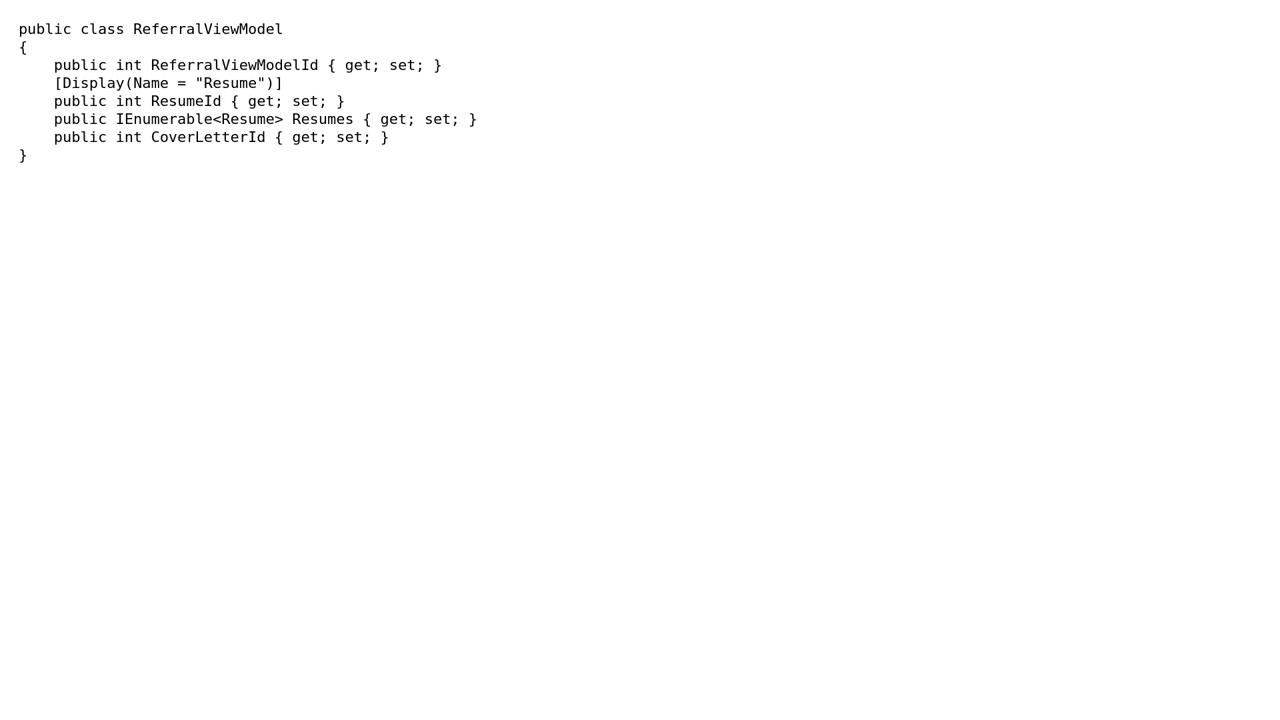 public class ReferralViewModel
{
    public int ReferralViewModelId { get; set; }
    [Display(Name = "Resume")]
    public int ResumeId { get; set; }
    public IEnumerable<Resume> Resumes { get; set; }
    public int CoverLetterId { get; set; }
}